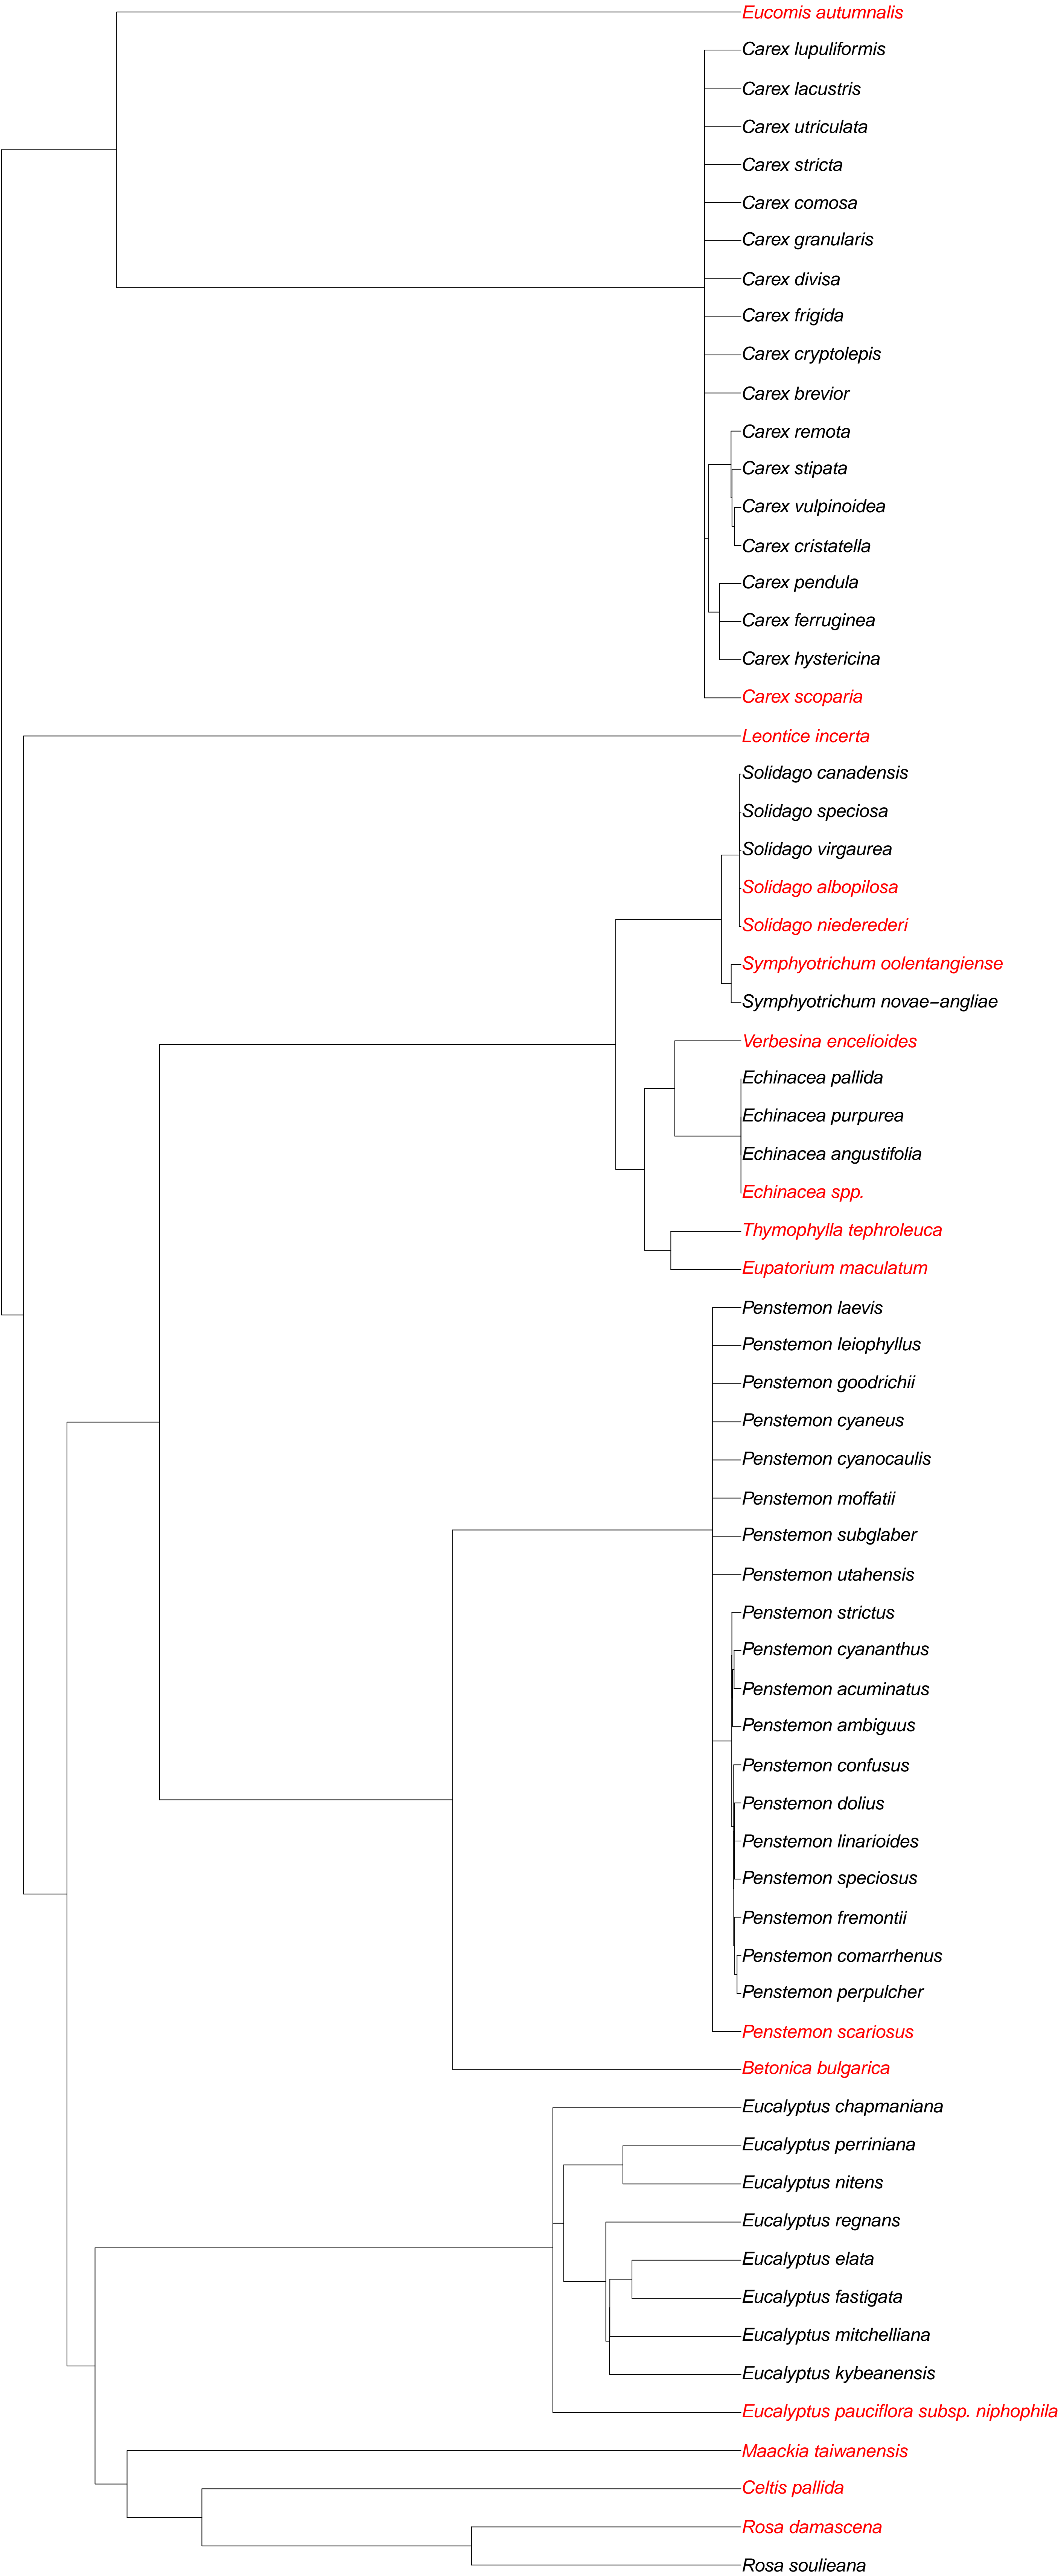 Eucomis autumnalis
Carex lupuliformis
Carex lacustris
Carex utriculata
Carex stricta
Carex comosa
Carex granularis
Carex divisa
Carex frigida
Carex cryptolepis
Carex brevior
Carex remota
Carex stipata
Carex vulpinoidea
Carex cristatella
Carex pendula
Carex ferruginea
Carex hystericina
Carex scoparia
Leontice incerta
Solidago canadensis
Solidago speciosa
Solidago virgaurea
Solidago albopilosa
Solidago niederederi
Symphyotrichum oolentangiense
Symphyotrichum novae−angliae
Verbesina encelioides
Echinacea pallida
Echinacea purpurea
Echinacea angustifolia
Echinacea spp.
Thymophylla tephroleuca
Eupatorium maculatum
Penstemon laevis
Penstemon leiophyllus
Penstemon goodrichii
Penstemon cyaneus
Penstemon cyanocaulis
Penstemon moffatii
Penstemon subglaber
Penstemon utahensis
Penstemon strictus
Penstemon cyananthus
Penstemon acuminatus
Penstemon ambiguus
Penstemon confusus
Penstemon dolius
Penstemon linarioides
Penstemon speciosus
Penstemon fremontii
Penstemon comarrhenus
Penstemon perpulcher
Penstemon scariosus
Betonica bulgarica
Eucalyptus chapmaniana
Eucalyptus perriniana
Eucalyptus nitens
Eucalyptus regnans
Eucalyptus elata
Eucalyptus fastigata
Eucalyptus mitchelliana
Eucalyptus kybeanensis
Eucalyptus pauciflora subsp. niphophila
Maackia taiwanensis
Celtis pallida
Rosa damascena
Rosa soulieana